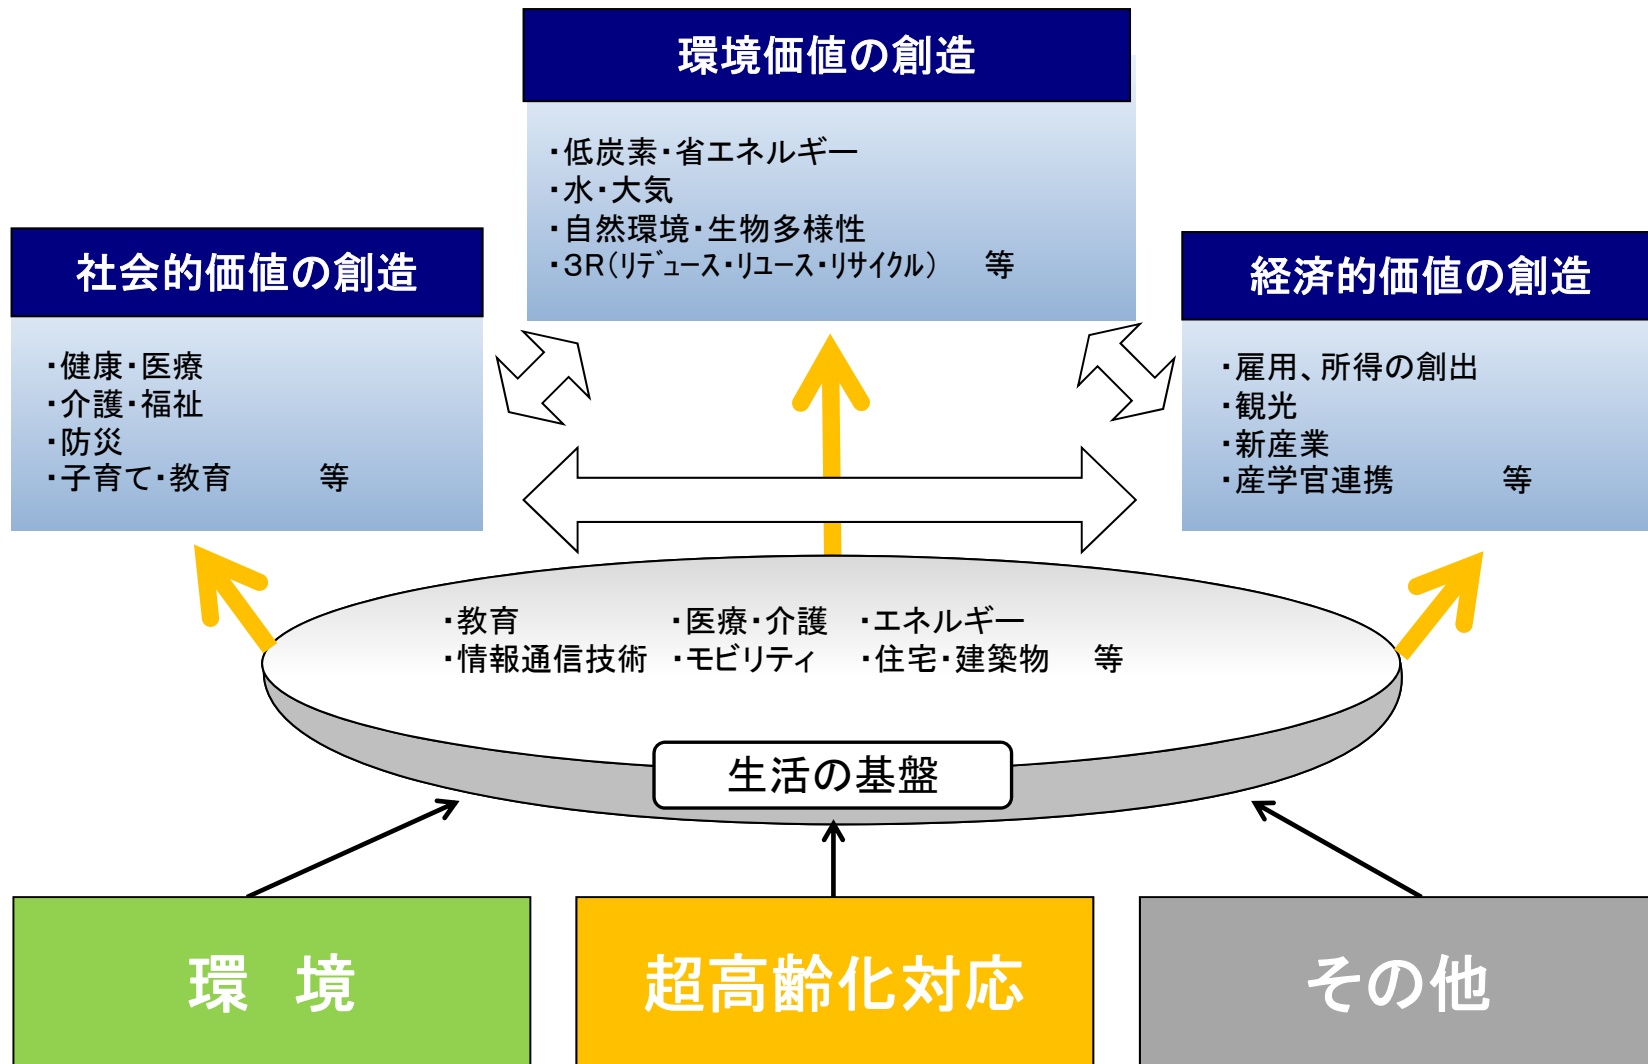 環境価値の創造
・低炭素・省エネルギー
・水・大気
・自然環境・生物多様性
・3R(ﾘﾃﾞｭｰｽ・ﾘﾕｰｽ・ﾘｻｲｸﾙ) 等
社会的価値の創造
・健康・医療
・介護・福祉
・防災
・子育て・教育 等
経済的価値の創造
・雇用、所得の創出
・観光
・新産業
・産学官連携 等
・教育 ・医療・介護 ・エネルギー
・情報通信技術 ・モビリティ ・住宅・建築物 等
生活の基盤
環 境
超高齢化対応
その他